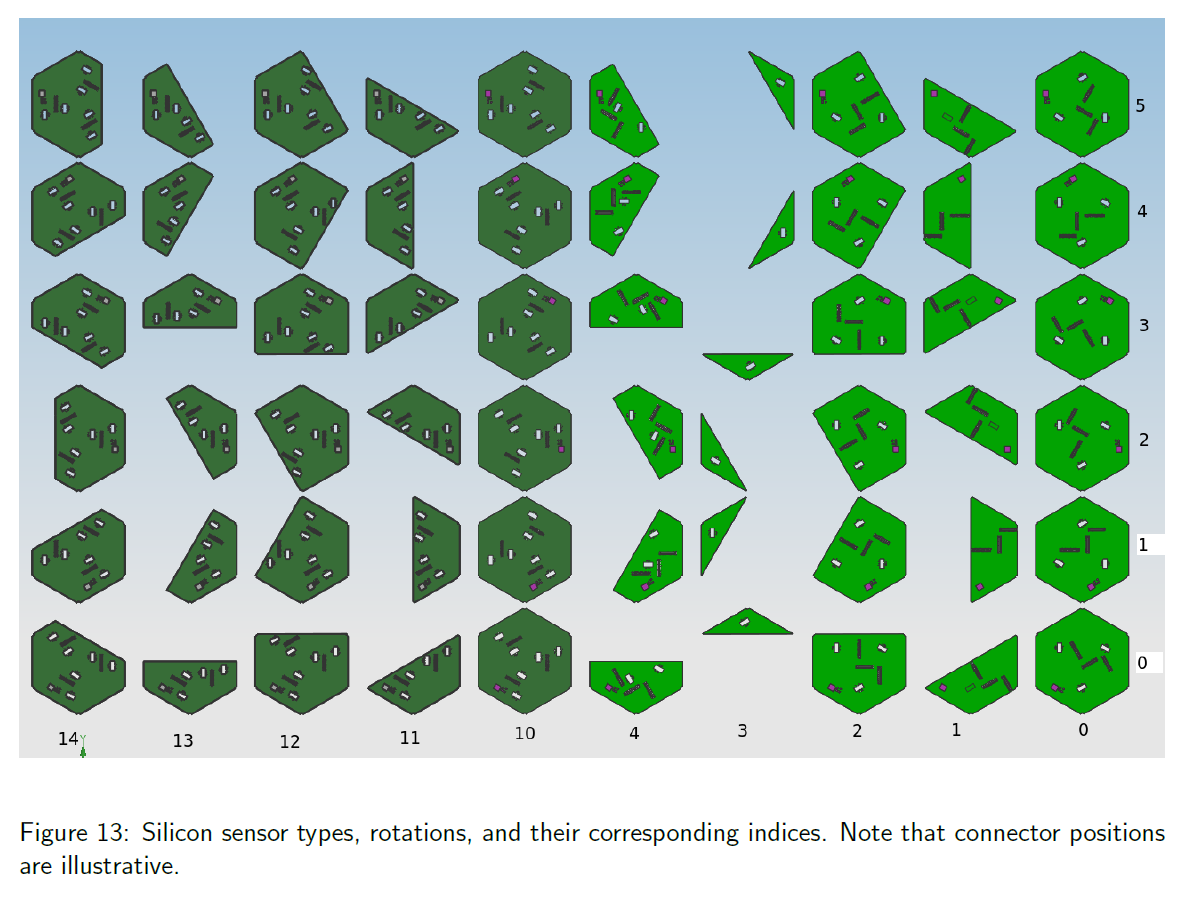 5
4
3
2
1
0
14 Y 13 12 11 10 4 3 2 1 0
Figure 13: Silicon sensor types, rotations, and their corresponding indices. Note that connector positions
are illustrative.